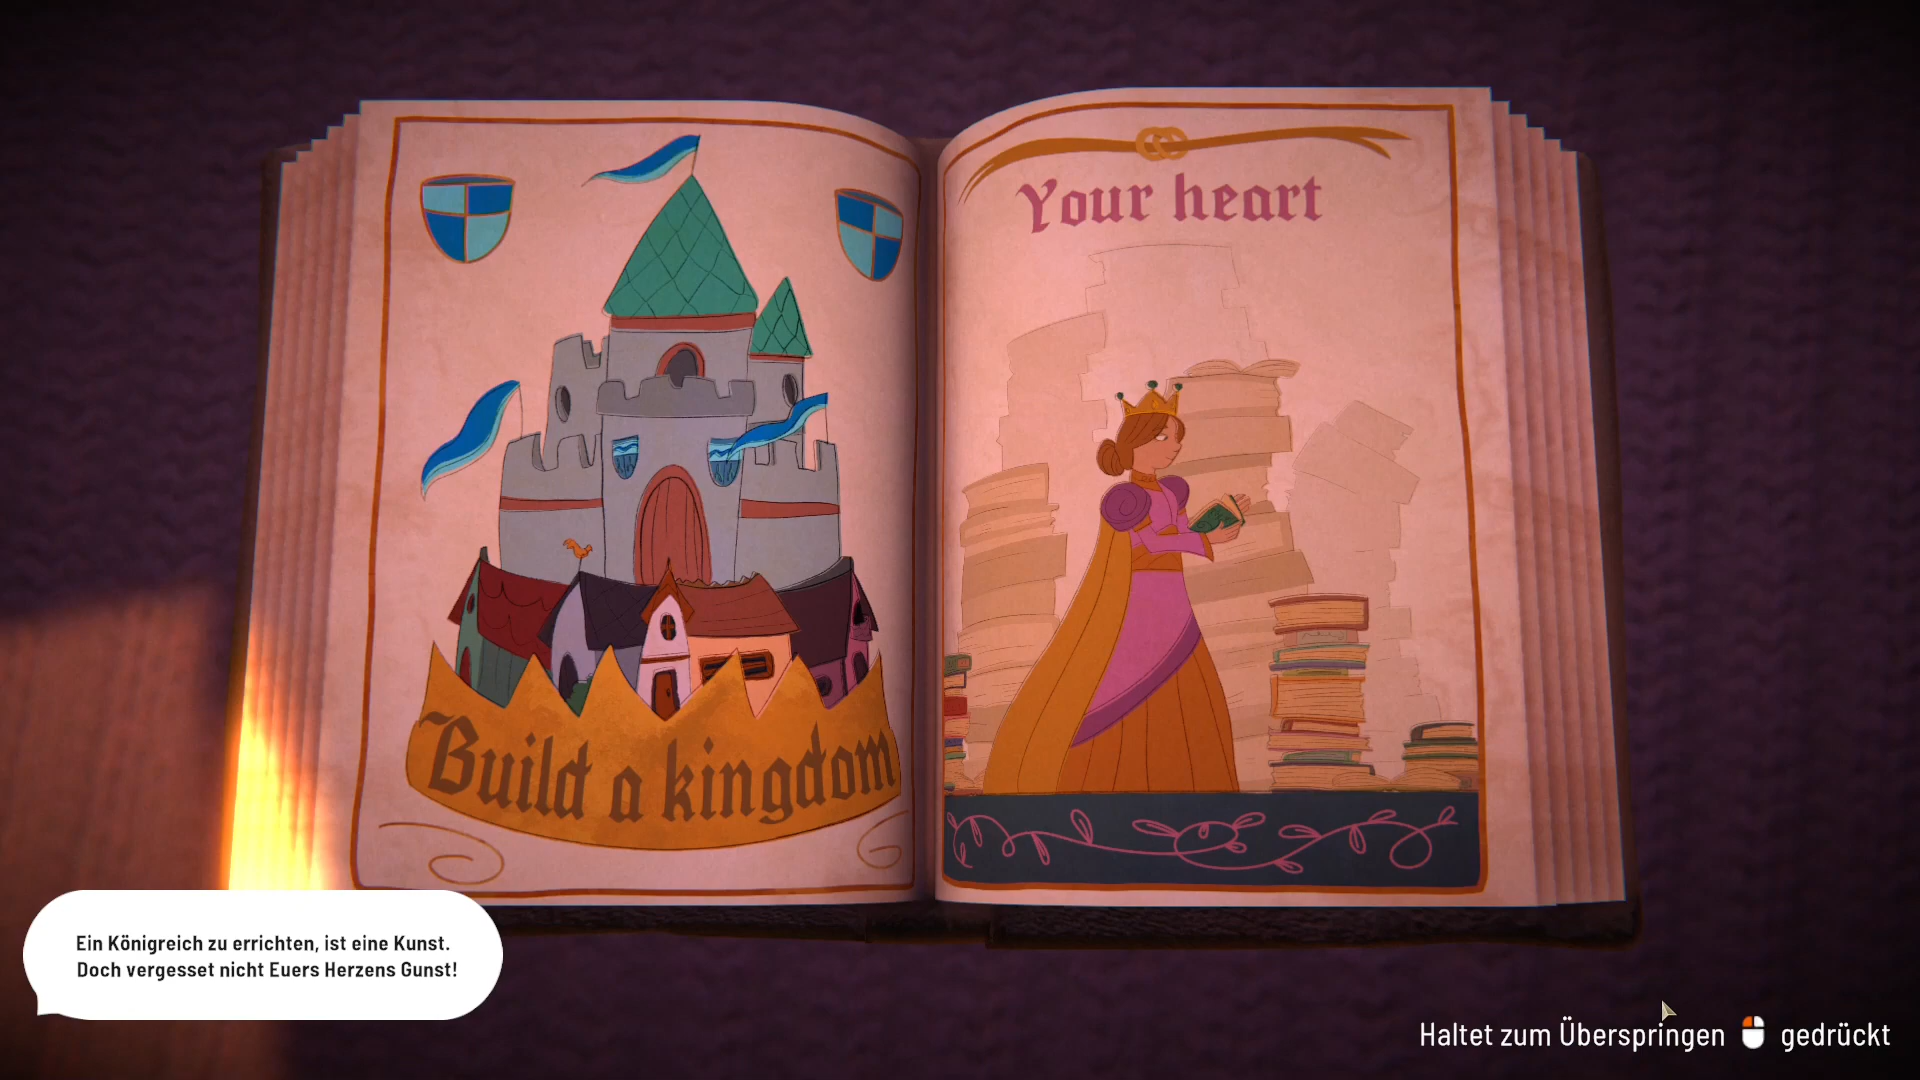 Build a kingdom
Your heart
Ein Königreich zu errichten, ist eine Kunst.
Doch vergesset nicht Euers Herzens Gunst!
Haltet zum Überspringen gedrückt